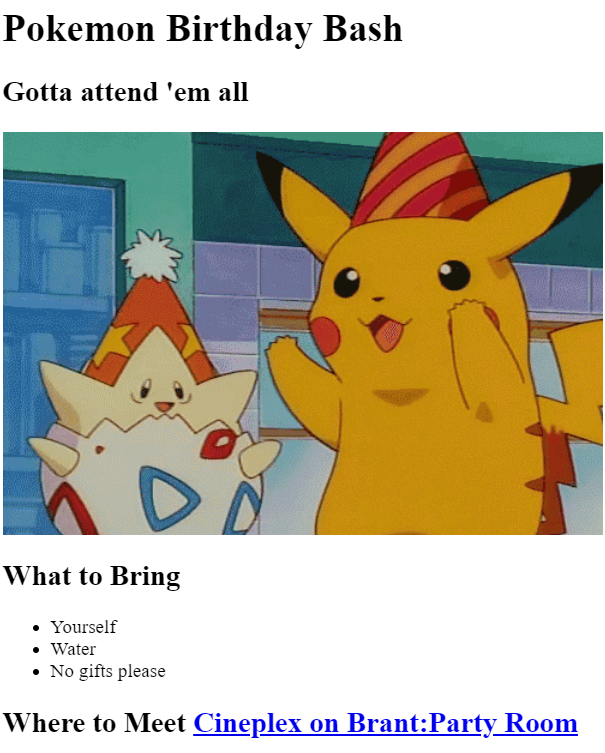 Pokemon Birthday Bash
Gotta attend 'em all
What to Bring
Yourself
Water
No gifts please
Where to Meet Cineplex on Brant:Party Room